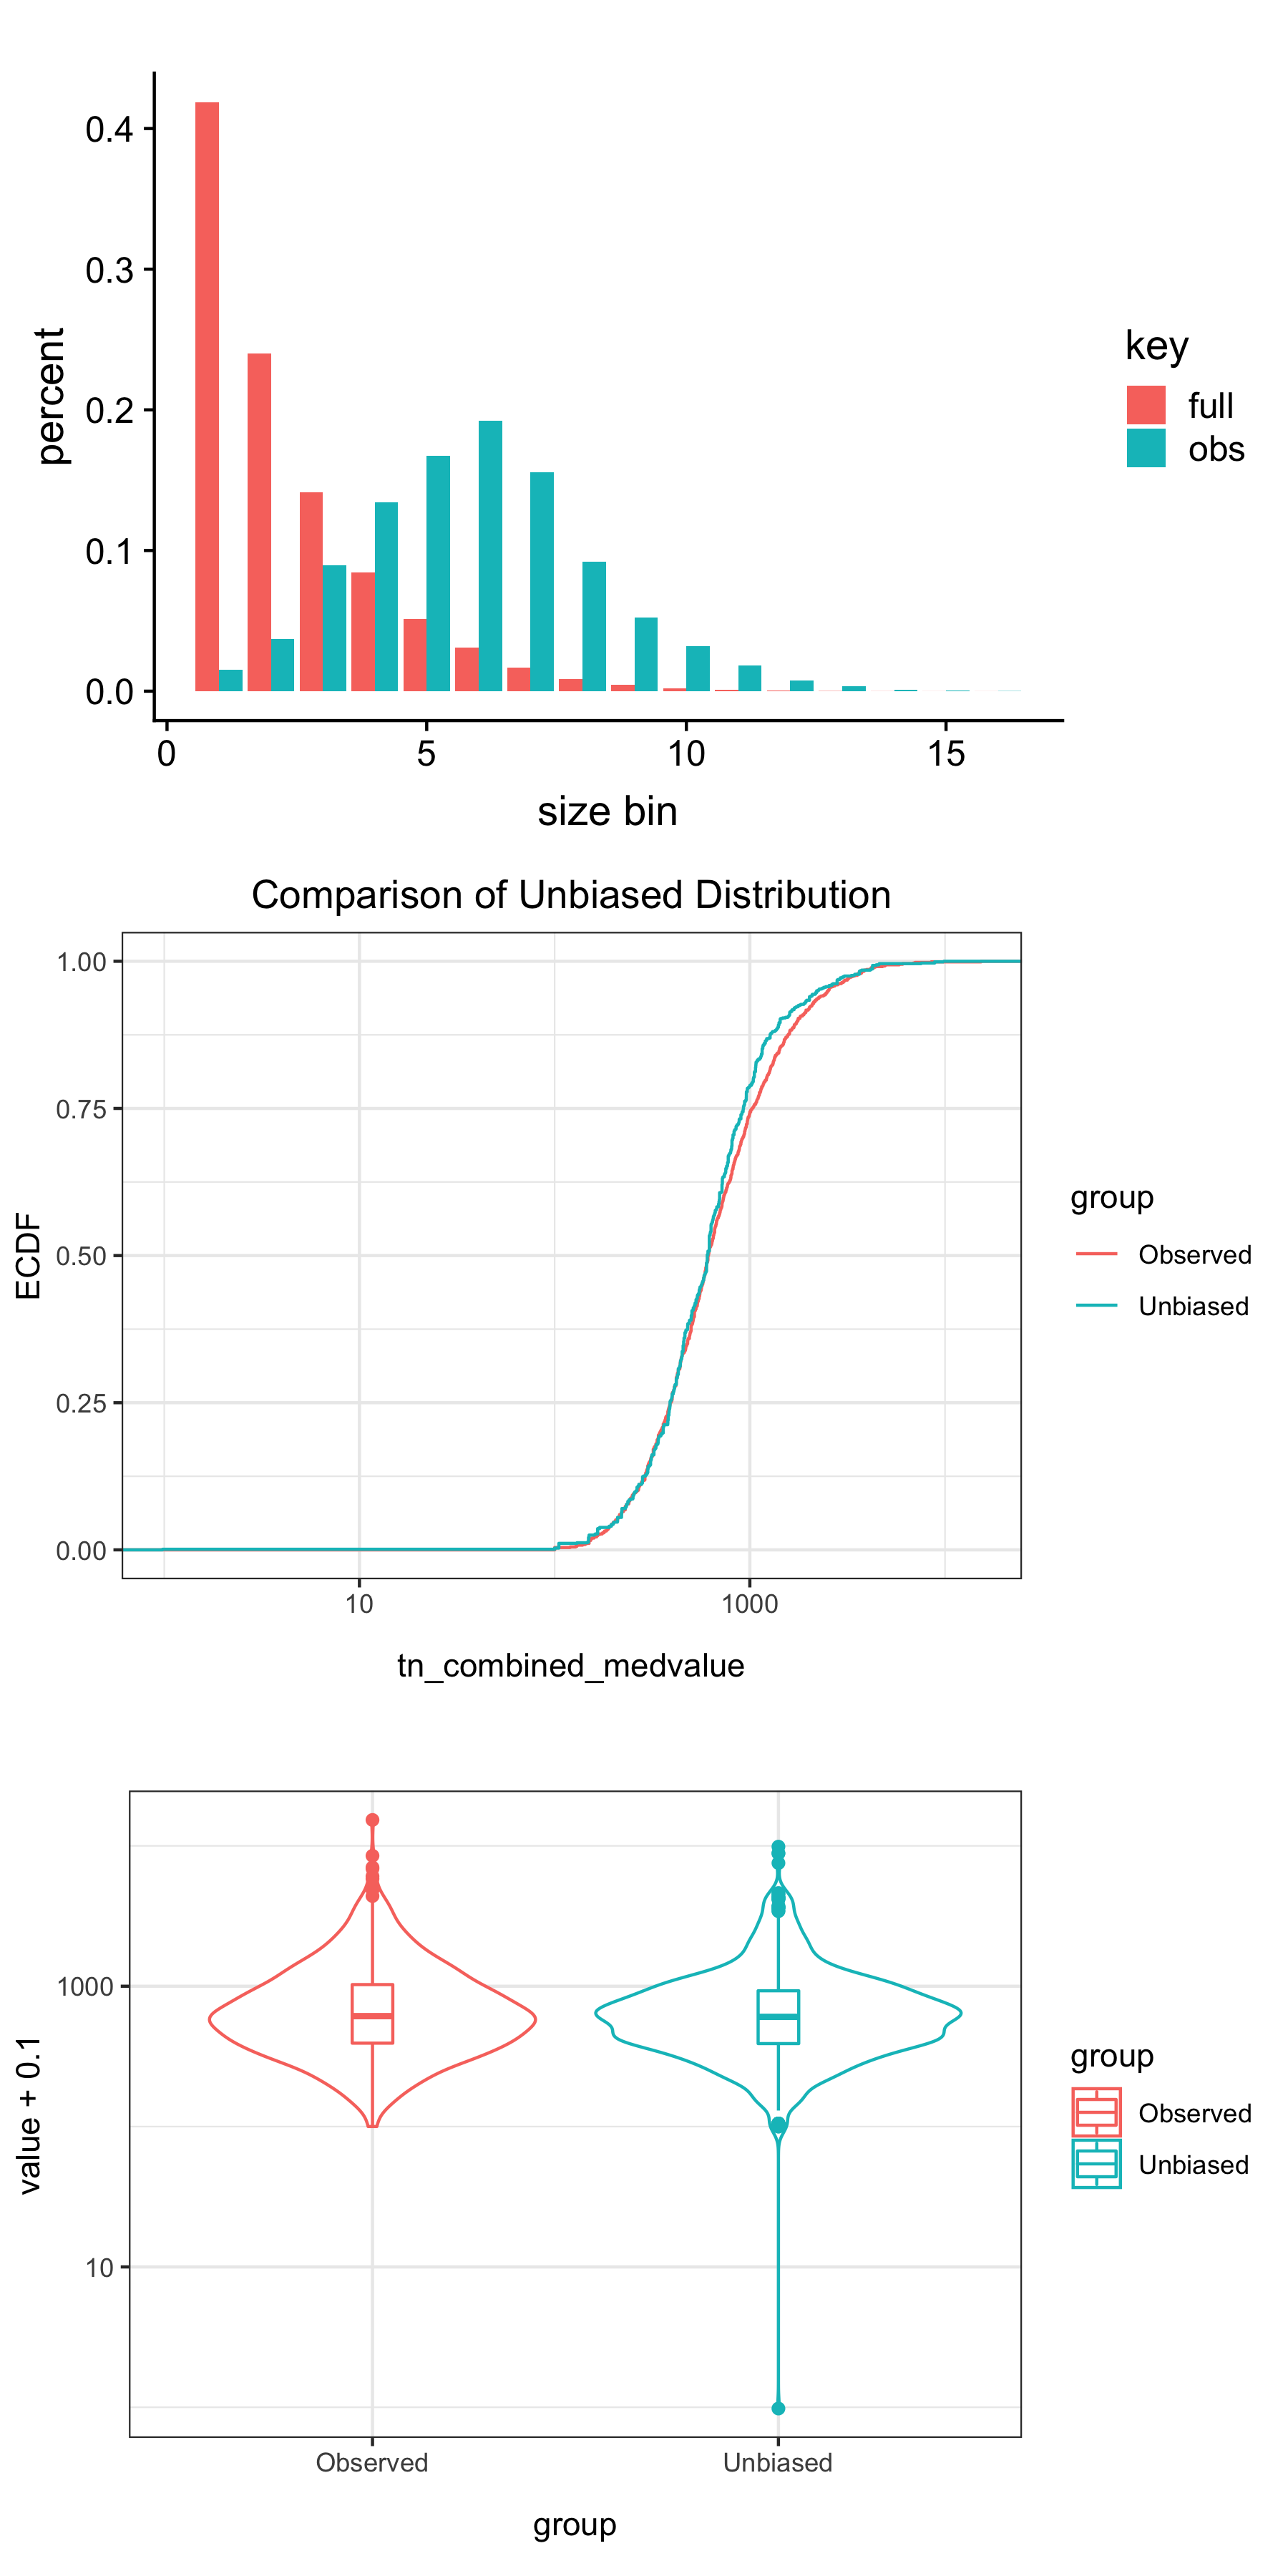 0.4
0.3
0.2
0.1
0.0
percent
0 5 10 15
size bin
key
full
obs
Comparison of Unbiased Distribution
1.00
0.75
0.50
0.25
0.00
ECDF
10 1000
tn_combined_medvalue
group
Observed
Unbiased
1000
10
value + 0.1
Observed Unbiased
group
group
Observed
Unbiased